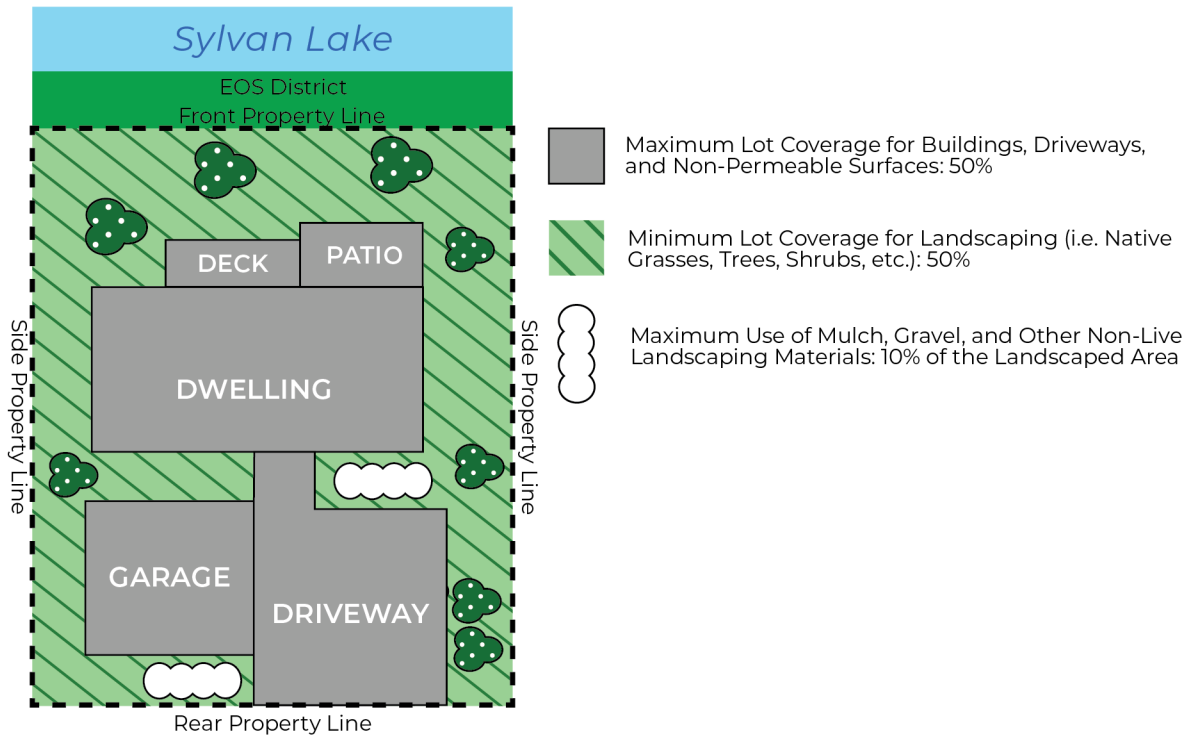 Sylvan Lake
EOS District
Front Property Line
Maximum Lot Coverage for Buildings, Driveways,
and Non-Permeable Surfaces: 50%
Minimum Lot Coverage for Landscaping (i.e. Native
Grasses, Trees, Shrubs, etc.): 50%
Maximum Use of Mulch, Gravel, and Other Non-Live
Landscaping Materials: 10% of the Landscaped Area
DECK
PATIO
Side Property Line
DWELLING
Side Property Line
GARAGE
DRIVEWAY
Rear Property Line